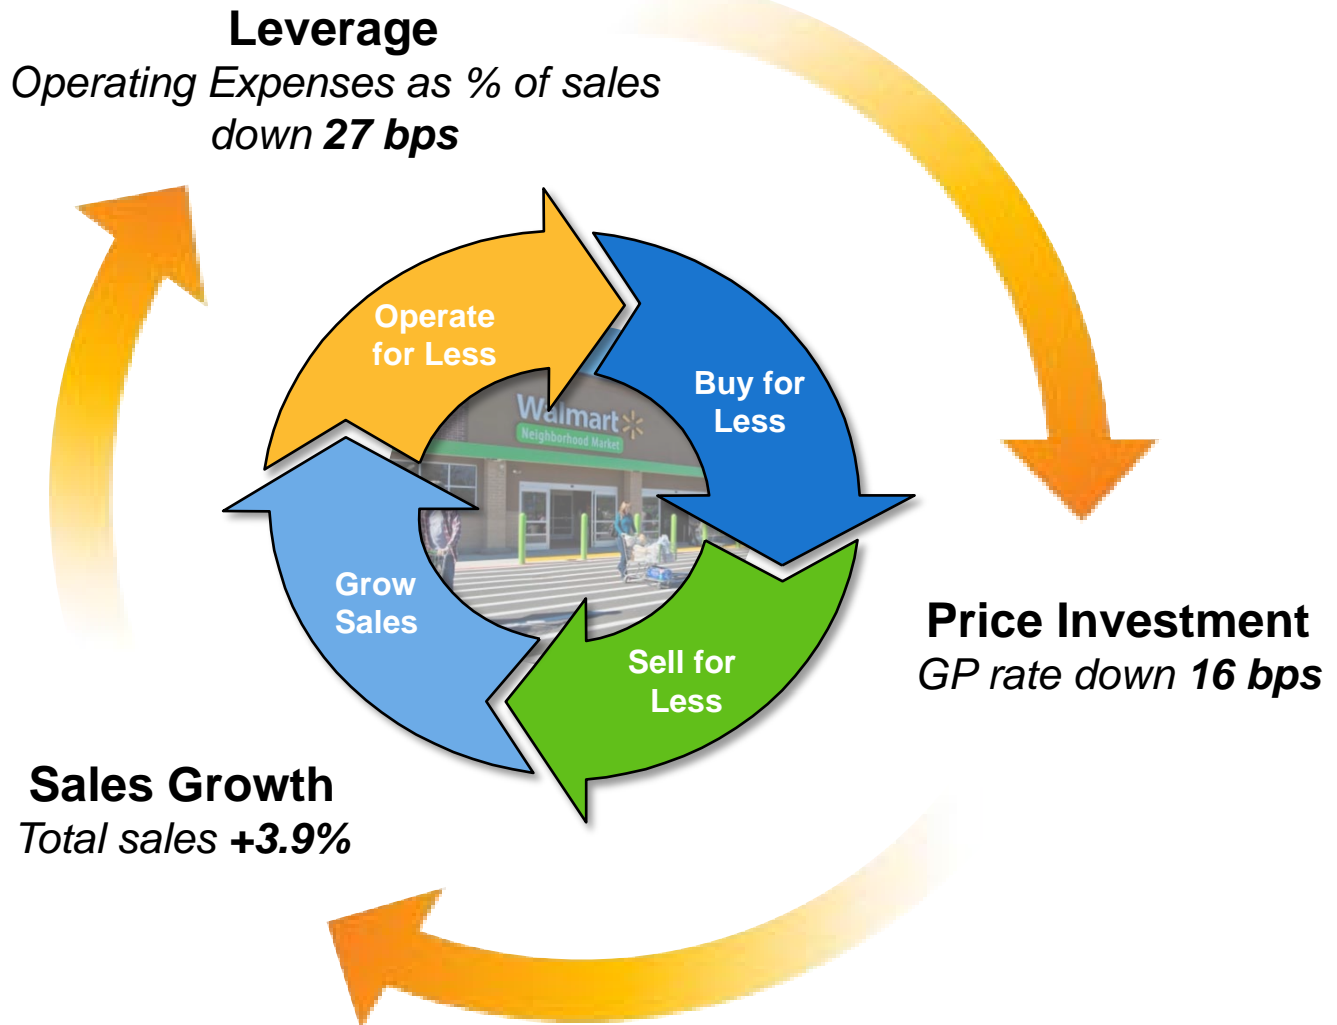 Leverage
Operating Expenses as % of sales
down 27 bps
Operate
for Less
Buy for
Less
Walmart
Neighborhood Market
Grow
Sales
Sell for
Less
Price Investment
GP rate down 16 bps
Sales Growth
Total sales +3.9%